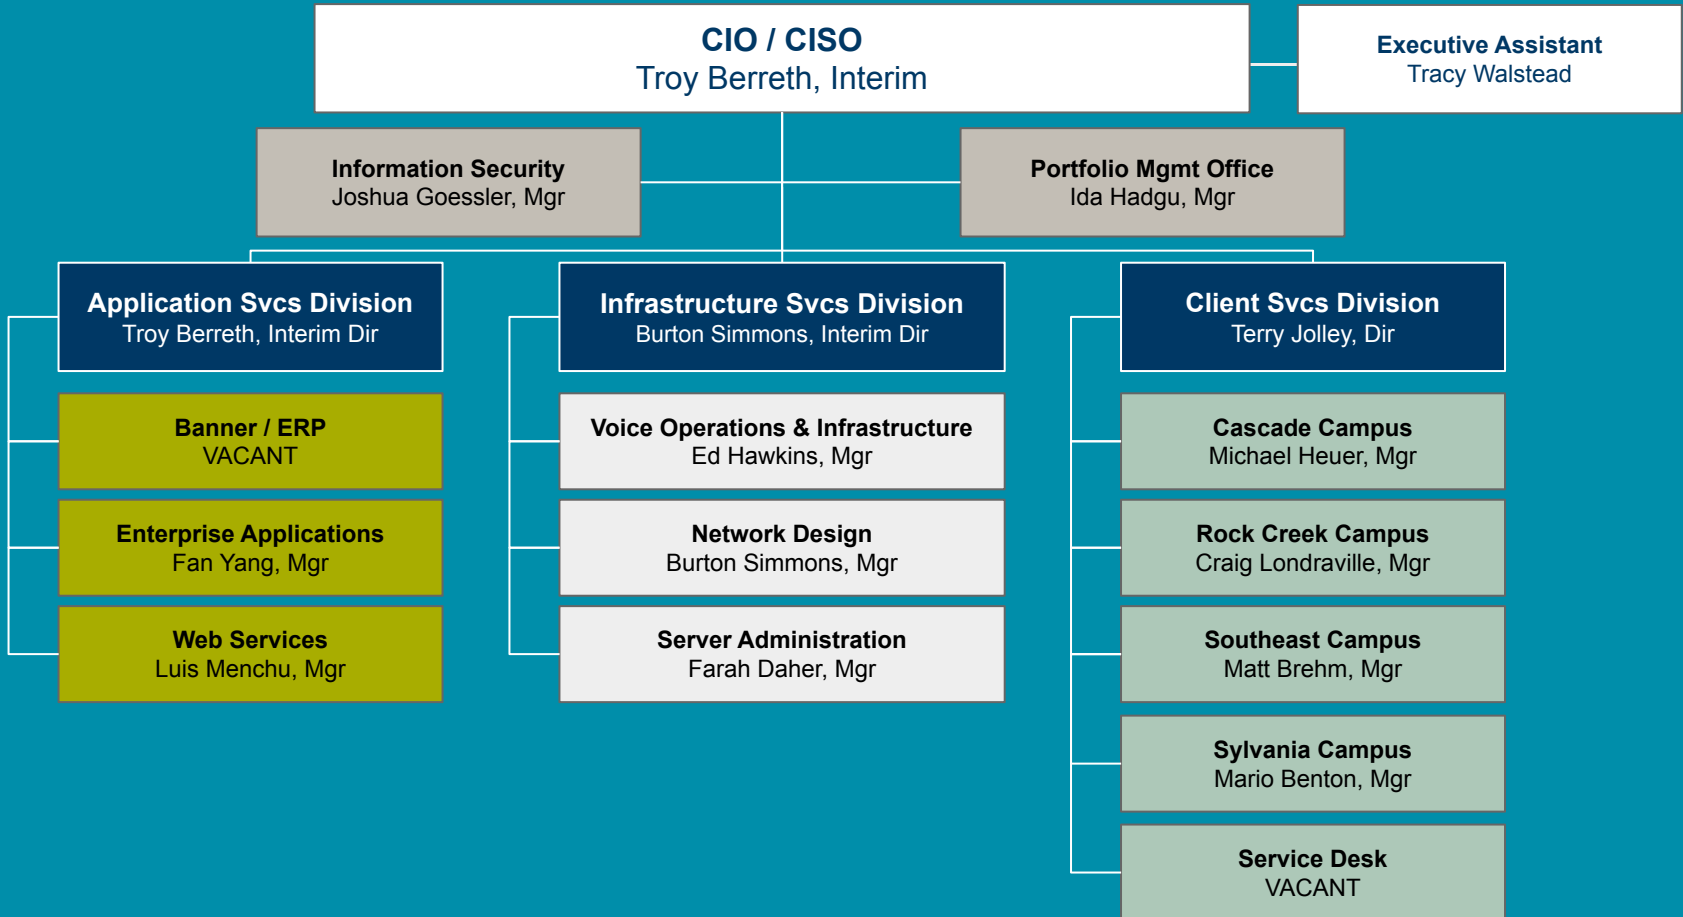 CIO / CISO
Troy Berreth, Interim
Executive Assistant
Tracy Walstead
Information Security
Joshua Goessler, Mgr
Portfolio Mgmt Office
Ida Hadgu, Mgr
Application Svcs Division
Troy Berreth, Interim Dir
Infrastructure Svcs Division
Burton Simmons, Interim Dir
Client Svcs Division
Terry Jolley, Dir
Banner / ERP
VACANT
Enterprise Applications
Fan Yang, Mgr
Web Services
Luis Menchu, Mgr
Voice Operations & Infrastructure
Ed Hawkins, Mgr
Network Design
Burton Simmons, Mgr
Server Administration
Farah Daher, Mgr
Cascade Campus
Michael Heuer, Mgr
Rock Creek Campus
Craig Londraville, Mgr
Southeast Campus
Matt Brehm, Mgr
Sylvania Campus
Mario Benton, Mgr
Service Desk
VACANT